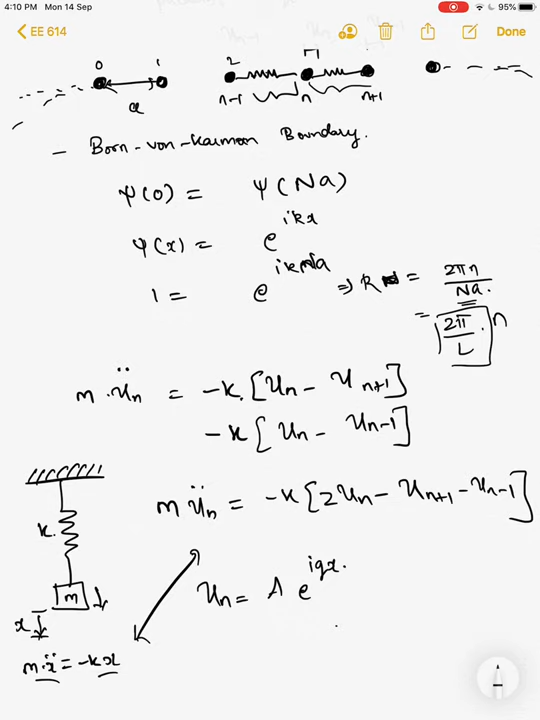 4:10 PM Mon 14 Sep 95%
EE 614 Done
0 1 2 n
a n-1 n n+1
- Born-von-Karman Boundary.
ψ(0) = ψ(Na)
ψ(x) = e^{ikx}
1 = e^{ikNa} ⇒ k = 2πn/Na.
= 2π/L · n
m·ü_n = -k·[u_n - u_{n+1}]
-k[u_n - u_{n-1}]
m ü_n = -k[2u_n - u_{n+1} - u_{n-1}]
k.
m
u_n = A e^{iqx}.
x
m·ẍ = -kx